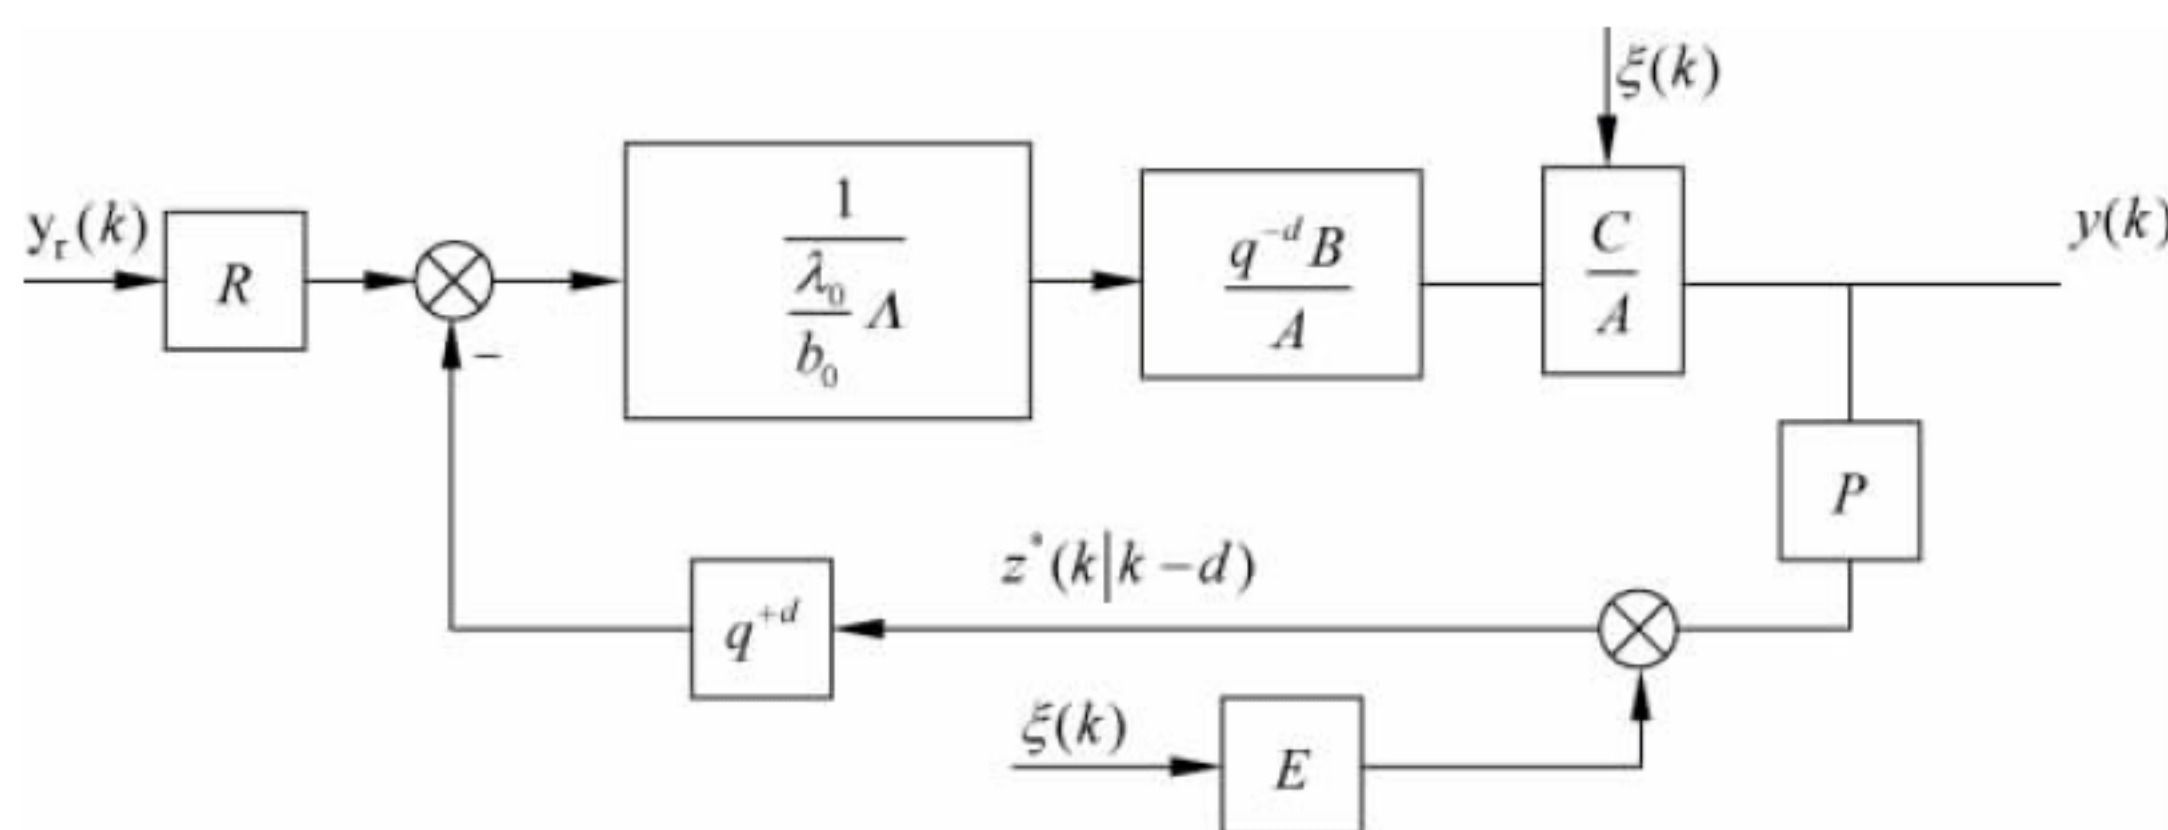 ξ(k)
y_r(k)
R
1
λ_0
b_0
Λ
q^{-d}B
A
C
A
y(k)
−
P
z^*(k|k−d)
q^{+d}
ξ(k)
E